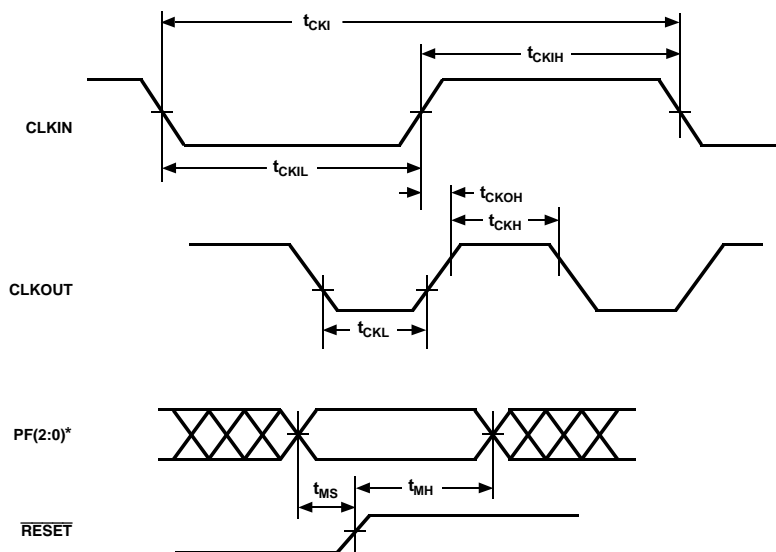 tCKI
tCKIH
CLKIN
tCKIL
tCKOH
tCKH
CLKOUT
tCKL
PF(2:0)*
tMS
tMH
RESET